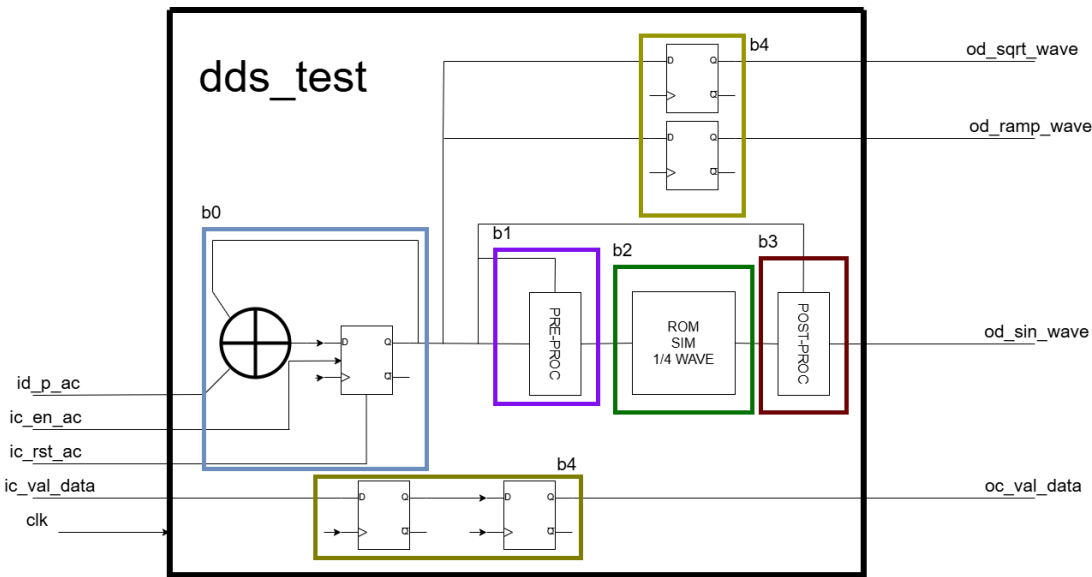 dds_test
b4
D
Q
Q
od_sqrt_wave
D
Q
Q
od_ramp_wave
b0
D
Q
Q
b1
PRE-PROC
b2
ROM
SIM
1/4 WAVE
b3
POST-PROC
od_sin_wave
id_p_ac
ic_en_ac
ic_rst_ac
ic_val_data
clk
b4
D
Q
Q
D
Q
Q
oc_val_data